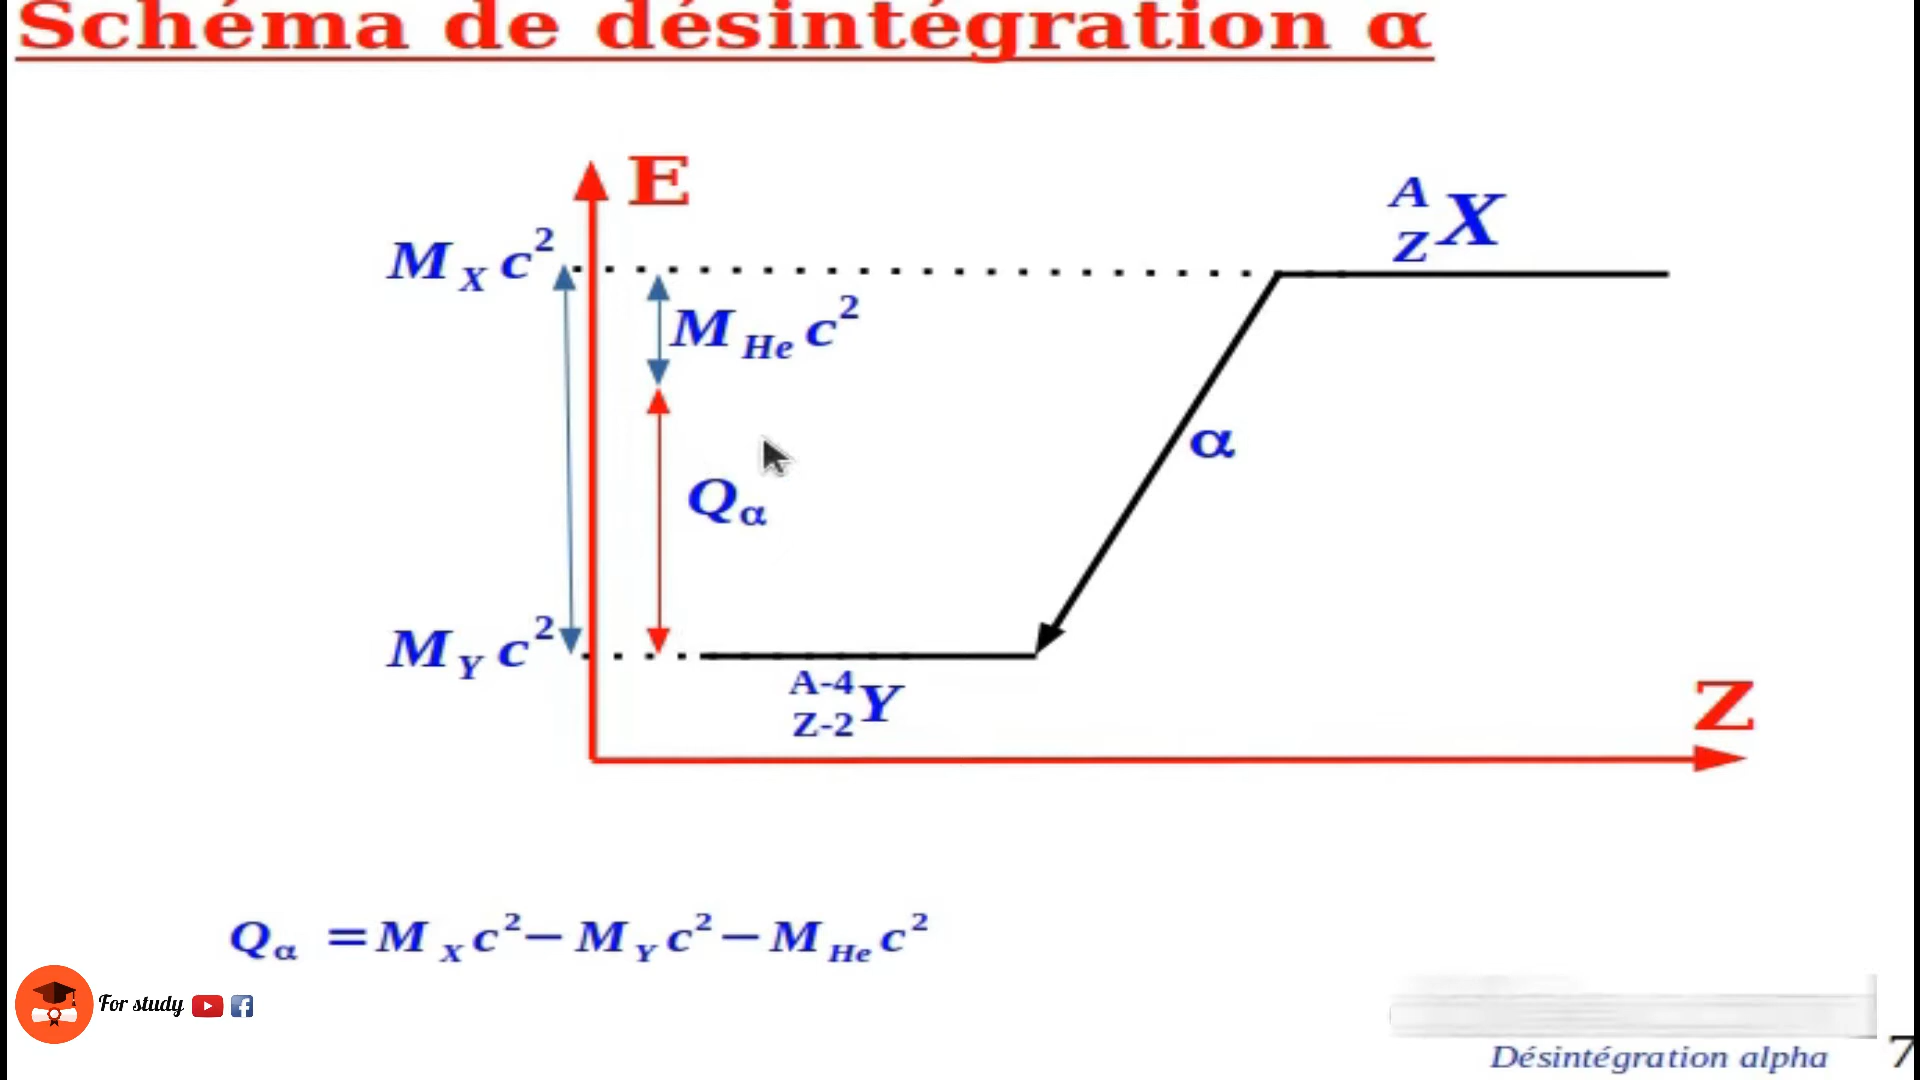 Schéma de désintégration α
E
M_X c²
^A_Z X
M_He c²
α
Q_α
M_Y c²
^{A-4}_{Z-2} Y
Z
Q_α = M_X c² − M_Y c² − M_He c²
For study
Désintégration alpha 7